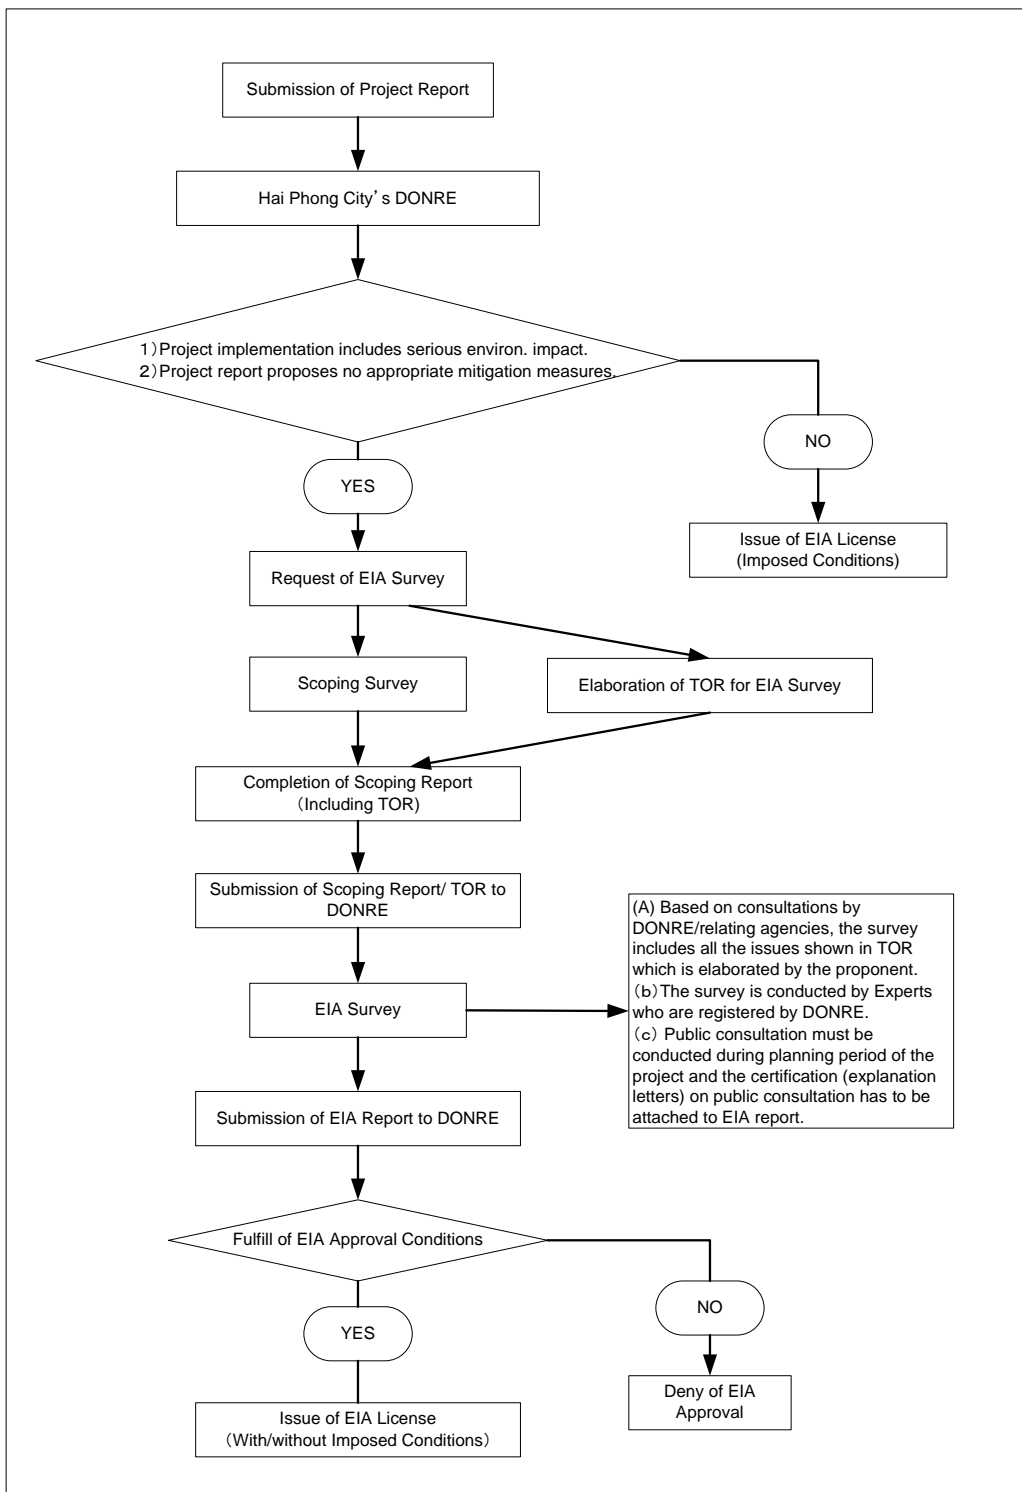 Submission of Project Report
Hai Phong City’s DONRE
1）Project implementation includes serious environ. impact.
２）Project report proposes no appropriate mitigation measures.
NO
YES
Issue of EIA License
(Imposed Conditions)
Request of EIA Survey
Scoping Survey
Elaboration of TOR for EIA Survey
Completion of Scoping Report
（Including TOR)
Submission of Scoping Report/ TOR to
DONRE
(A) Based on consultations by
DONRE/relating agencies, the survey
includes all the issues shown in TOR
which is elaborated by the proponent.
（ｂ）The survey is conducted by Experts
who are registered by DONRE.
（ｃ） Public consultation must be
conducted during planning period of the
project and the certification (explanation
letters) on public consultation has to be
attached to EIA report.
EIA Survey
Submission of EIA Report to DONRE
Fulfill of EIA Approval Conditions
NO
YES
Deny of EIA
Approval
Issue of EIA License
（With/without Imposed Conditions）